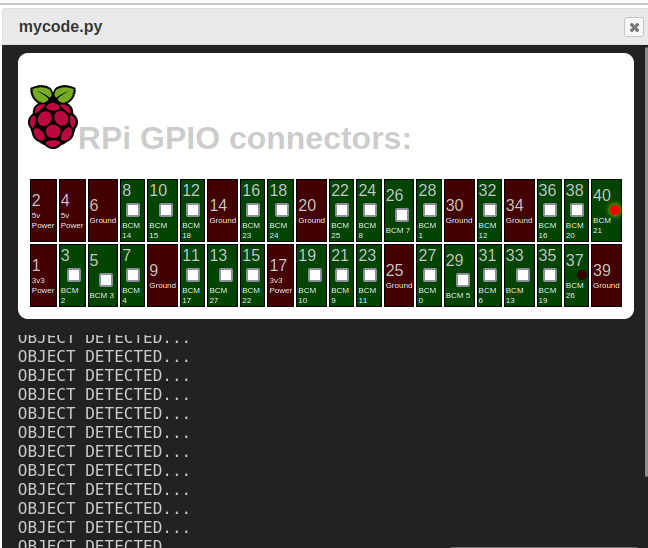 mycode.py
RPi GPIO connectors:
2 4 6 8 10 12 14 16 18 20 22 24 26 28 30 32 34 36 38 40
5v Power 5v Power Ground BCM 14 BCM 15 BCM 18 Ground BCM 23 BCM 24 Ground BCM 25 BCM 8 BCM 7 BCM 1 Ground BCM 12 Ground BCM 16 BCM 20 BCM 21
1 3 5 7 9 11 13 15 17 19 21 23 25 27 29 31 33 35 37 39
3v3 Power BCM 2 BCM 3 BCM 4 Ground BCM 17 BCM 27 BCM 22 3v3 Power BCM 10 BCM 9 BCM 11 Ground BCM 0 BCM 5 BCM 6 BCM 13 BCM 19 BCM 26 Ground
OBJECT DETECTED...
OBJECT DETECTED...
OBJECT DETECTED...
OBJECT DETECTED...
OBJECT DETECTED...
OBJECT DETECTED...
OBJECT DETECTED...
OBJECT DETECTED...
OBJECT DETECTED...
OBJECT DETECTED...
OBJECT DETECTED...
OBJECT DETECTED...